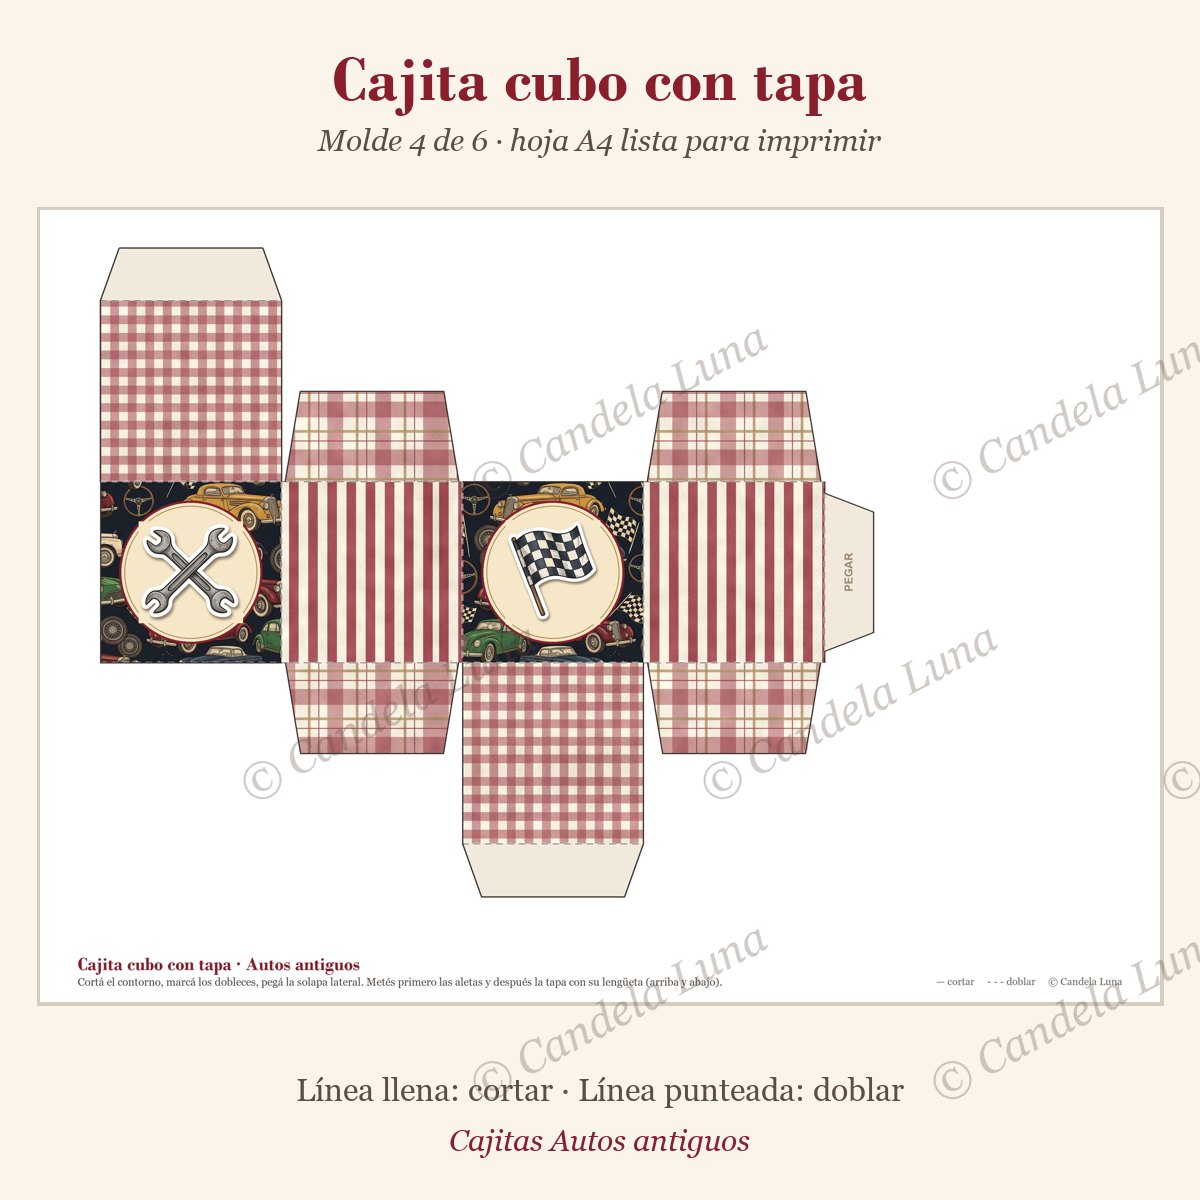 Cajita cubo con tapa
Molde 4 de 6 · hoja A4 lista para imprimir
© Candela Luna
© Candela Luna
PEGAR
© Candela Luna
© Candela Luna
©
Cajita cubo con tapa · Autos antiguos
Cortá el contorno, marcá los dobleces, pegá la solapa lateral. Metés primero las aletas y después la tapa con su lengüeta (arriba y abajo).
— cortar - - - doblar © Candela Luna
© Candela Luna
© Candela Luna
Línea llena: cortar · Línea punteada: doblar
Cajitas Autos antiguos